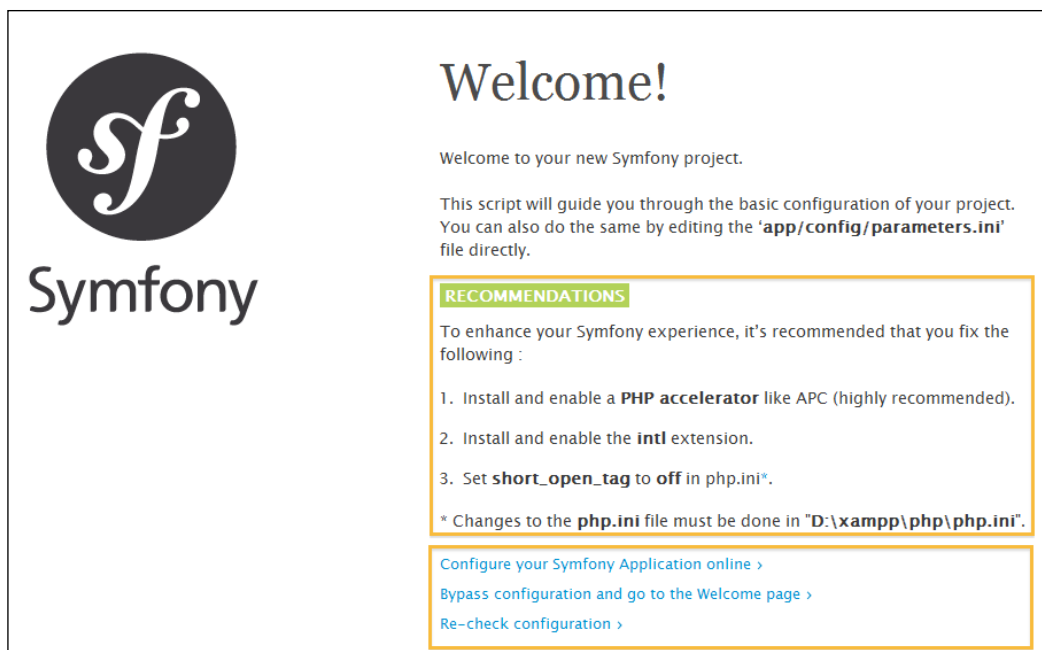 sf
Symfony
Welcome!
Welcome to your new Symfony project.
This script will guide you through the basic configuration of your project.
You can also do the same by editing the ‘app/config/parameters.ini’
file directly.
RECOMMENDATIONS
To enhance your Symfony experience, it’s recommended that you fix the
following :
1. Install and enable a PHP accelerator like APC (highly recommended).
2. Install and enable the intl extension.
3. Set short_open_tag to off in php.ini*.
* Changes to the php.ini file must be done in "D:\xampp\php\php.ini".
Configure your Symfony Application online ›
Bypass configuration and go to the Welcome page ›
Re-check configuration ›